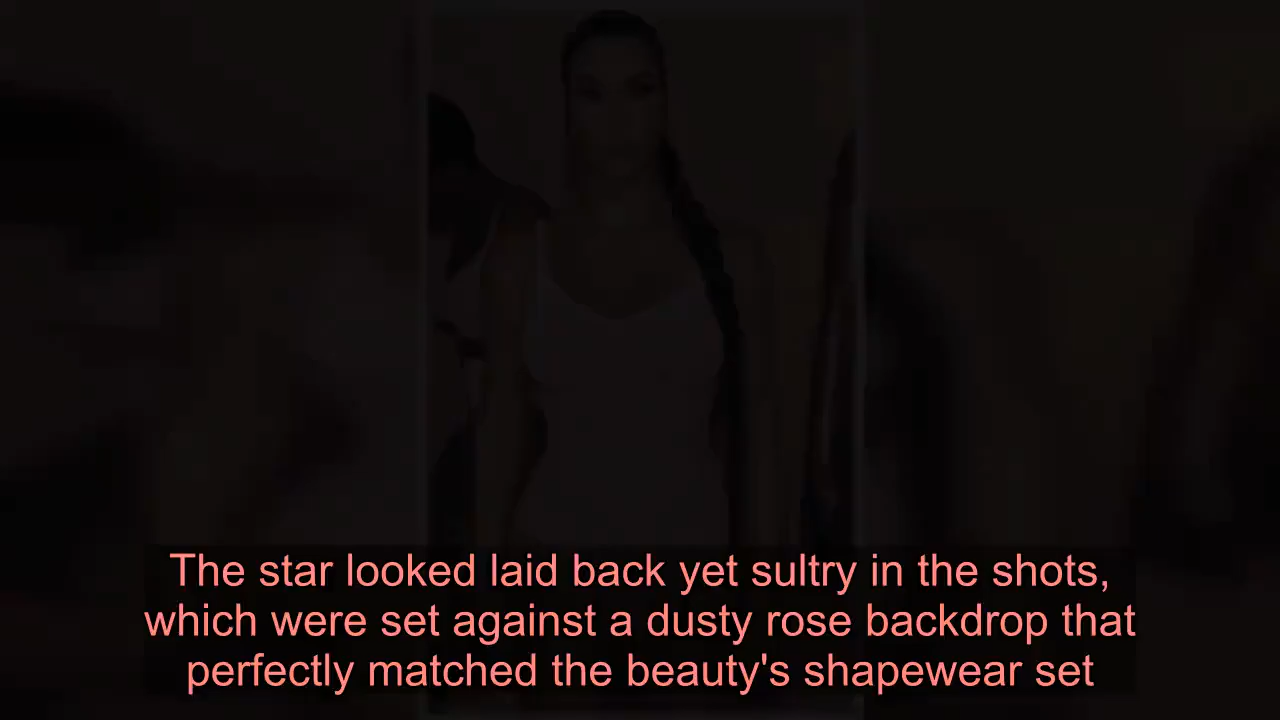 The star looked laid back yet sultry in the shots,
which were set against a dusty rose backdrop that
perfectly matched the beauty's shapewear set